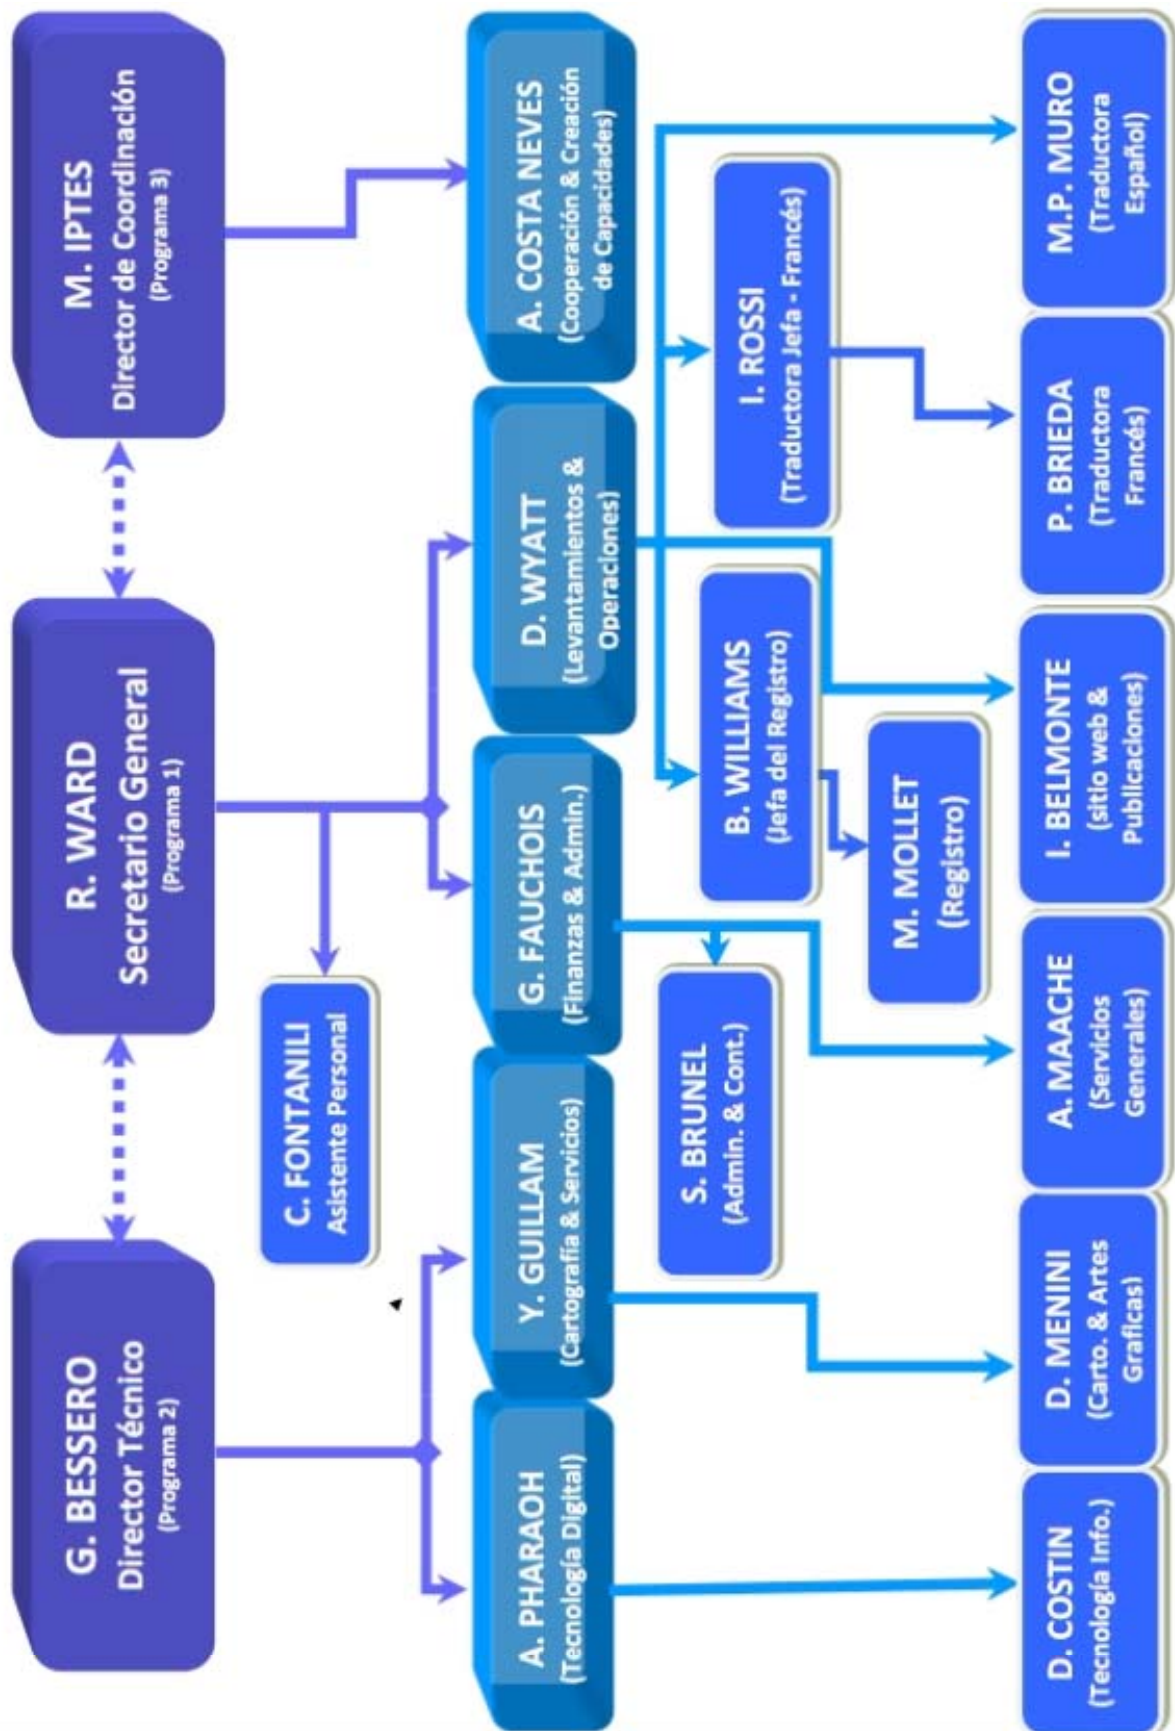 G. BESSERO
Director Técnico
(Programa 2)
R. WARD
Secretario General
(Programa 1)
M. IPTES
Director de Coordinación
(Programa 3)
C. FONTANILI
Asistente Personal
A. PHARAOH
(Tecnología Digital)
Y. GUILLAM
(Cartografía & Servicios)
G. FAUCHOIS
(Finanzas & Admin.)
D. WYATT
(Levantamientos &
Operaciones)
A. COSTA NEVES
(Cooperación & Creación
de Capacidades)
S. BRUNEL
(Admin. & Cont.)
B. WILLIAMS
(Jefa del Registro)
I. ROSSI
(Traductora Jefa - Francés)
M. MOLLET
(Registro)
D. COSTIN
(Tecnología Info.)
D. MENINI
(Carto. & Artes
Graficas)
A. MAACHE
(Servicios
Generales)
I. BELMONTE
(sitio web &
Publicaciones)
P. BRIEDA
(Traductora
Francés)
M.P. MURO
(Traductora
Español)